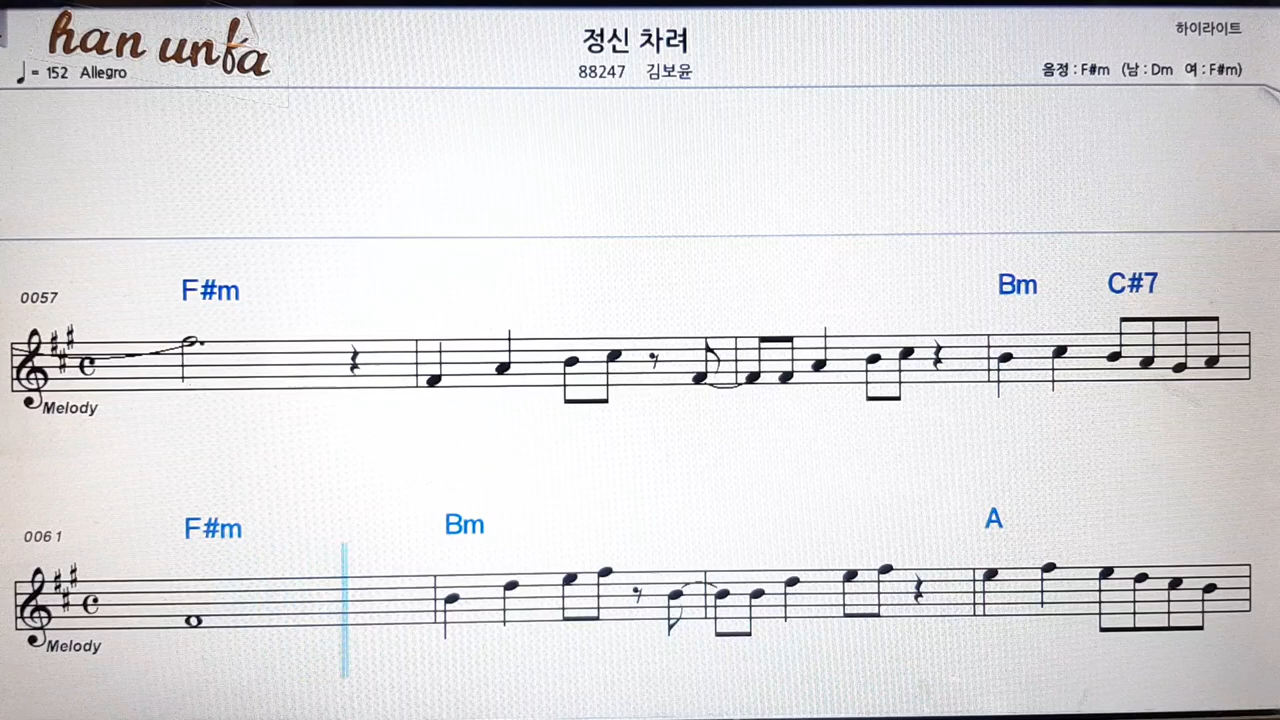 han unfa
정신 차려
하이라이트
♩= 152 Allegro
88247 김보윤
음정 : F#m (남 : Dm 여 : F#m)
F#m Bm C#7
0057
Melody
F#m Bm A
0061
Melody